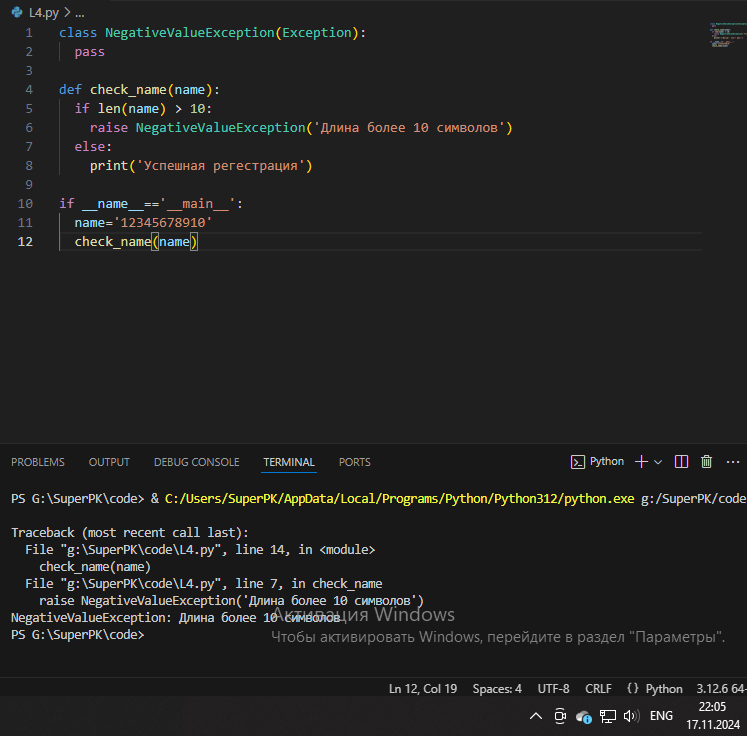 L4.py > ...
1 class NegativeValueException(Exception):
2 pass
3
4 def check_name(name):
5 if len(name) > 10:
6 raise NegativeValueException('Длина более 10 символов')
7 else:
8 print('Успешная регестрация')
9
10 if __name__=='__main__':
11 name='12345678910'
12 check_name(name)
PROBLEMS OUTPUT DEBUG CONSOLE TERMINAL PORTS Python ...
PS G:\SuperPK\code> & C:/Users/SuperPK/AppData/Local/Programs/Python/Python312/python.exe g:/SuperPK/code
Traceback (most recent call last):
File "g:\SuperPK\code\L4.py", line 14, in <module>
check_name(name)
File "g:\SuperPK\code\L4.py", line 7, in check_name
raise NegativeValueException('Длина более 10 символов')
NegativeValueException: Длина более 10 символов
PS G:\SuperPK\code>
Активация Windows
Чтобы активировать Windows, перейдите в раздел "Параметры".
Ln 12, Col 19 Spaces: 4 UTF-8 CRLF {} Python 3.12.6 64-
ENG 22:05
17.11.2024